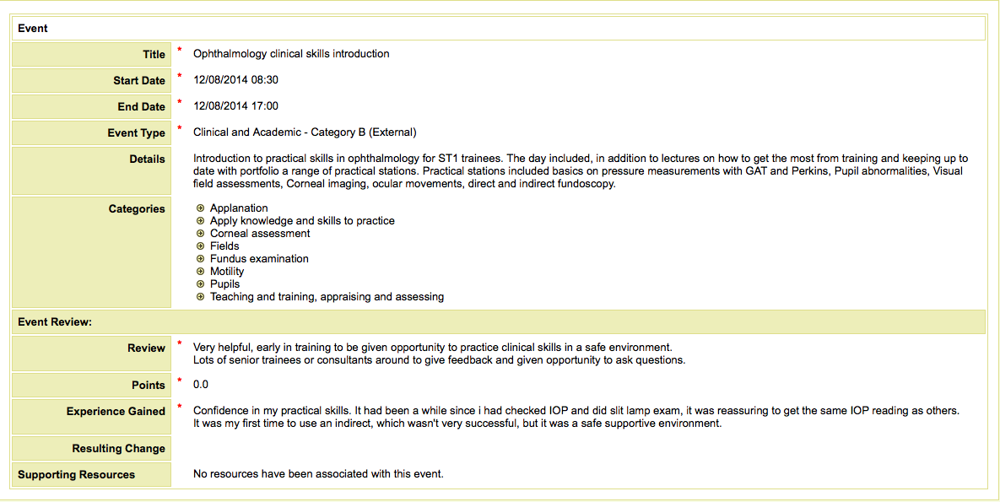 Event
Title * Ophthalmology clinical skills introduction
Start Date * 12/08/2014 08:30
End Date * 12/08/2014 17:00
Event Type * Clinical and Academic - Category B (External)
Details Introduction to practical skills in ophthalmology for ST1 trainees. The day included, in addition to lectures on how to get the most from training and keeping up to
date with portfolio a range of practical stations. Practical stations included basics on pressure measurements with GAT and Perkins, Pupil abnormalities, Visual
field assessments, Corneal imaging, ocular movements, direct and indirect fundoscopy.
Categories Applanation
Apply knowledge and skills to practice
Corneal assessment
Fields
Fundus examination
Motility
Pupils
Teaching and training, appraising and assessing
Event Review:
Review * Very helpful, early in training to be given opportunity to practice clinical skills in a safe environment.
Lots of senior trainees or consultants around to give feedback and given opportunity to ask questions.
Points * 0.0
Experience Gained * Confidence in my practical skills. It had been a while since i had checked IOP and did slit lamp exam, it was reassuring to get the same IOP reading as others.
It was my first time to use an indirect, which wasn't very successful, but it was a safe supportive environment.
Resulting Change
Supporting Resources No resources have been associated with this event.